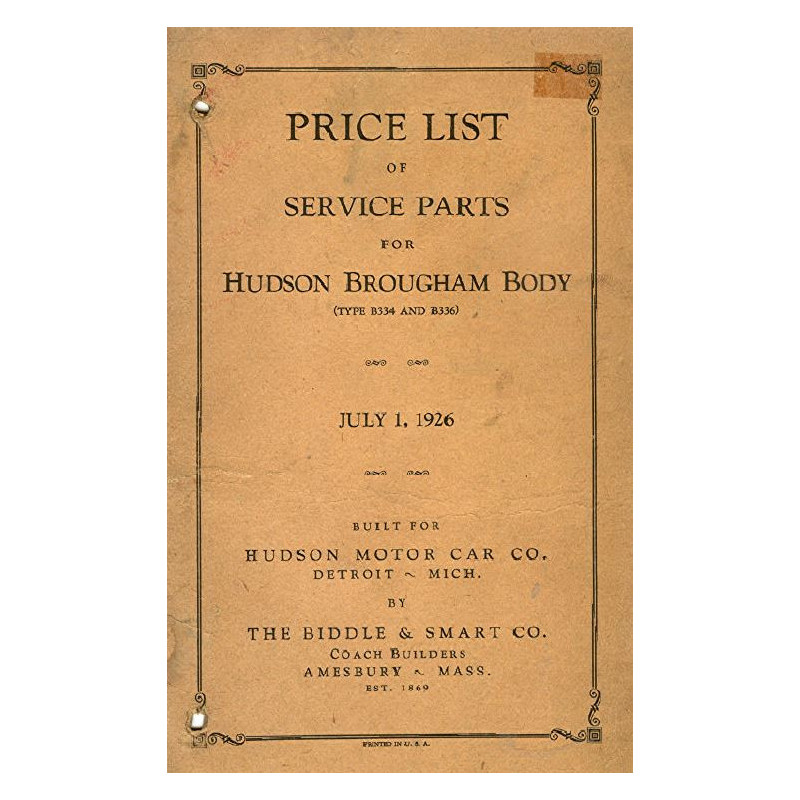 PRICE LIST
OF
SERVICE PARTS
FOR
HUDSON BROUGHAM BODY
(TYPE B334 AND B336)
JULY 1, 1926
BUILT FOR
HUDSON MOTOR CAR CO.
DETROIT ~ MICH.
BY
THE BIDDLE & SMART CO.
COACH BUILDERS
AMESBURY ~ MASS.
EST. 1869
PRINTED IN U. S. A.